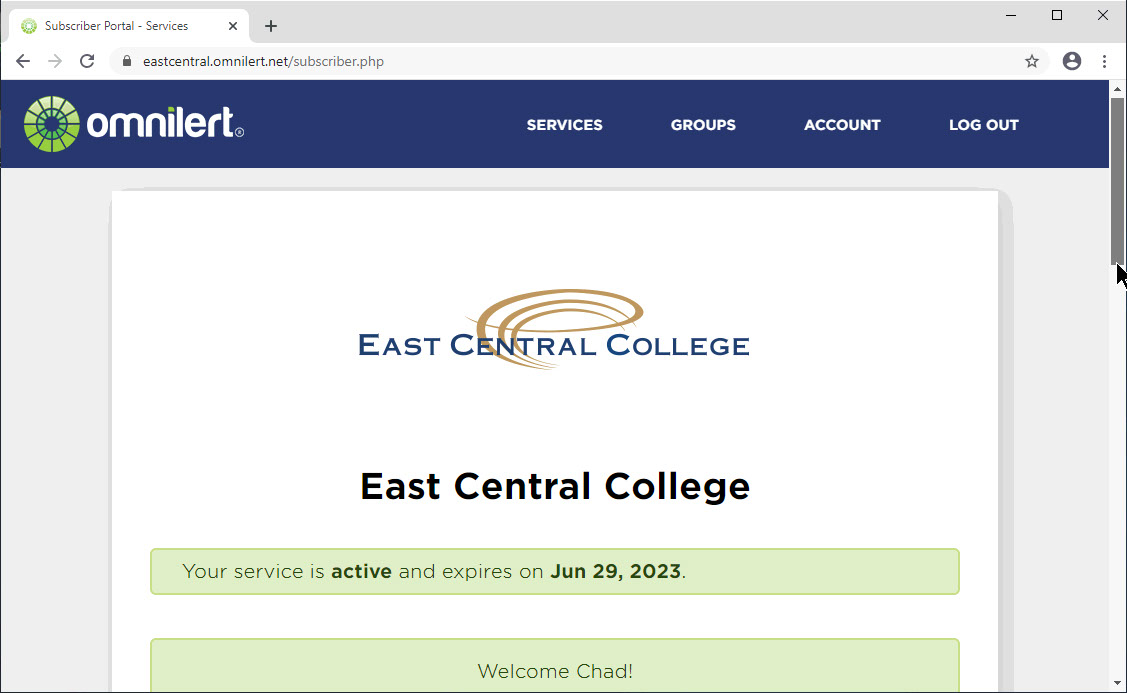 Subscriber Portal - Services
eastcentral.omnilert.net/subscriber.php
omnilert®
SERVICES GROUPS ACCOUNT LOG OUT
EAST CENTRAL COLLEGE
East Central College
Your service is active and expires on Jun 29, 2023.
Welcome Chad!